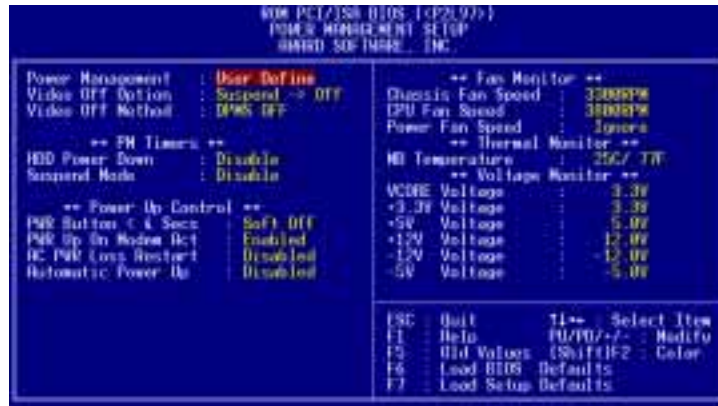 ROM PCI/ISA BIOS (<P2L97>)
POWER MANAGEMENT SETUP
AWARD SOFTWARE, INC.
Power Management : User Define
Video Off Option : Suspend -> Off
Video Off Method : DPMS OFF
** PM Timers **
HDD Power Down : Disable
Suspend Mode : Disable
** Power Up Control **
PWR Button < 4 Secs : Soft Off
PWR Up On Modem Act : Enabled
AC PWR Loss Restart : Disabled
Automatic Power Up : Disabled
** Fan Monitor **
Chassis Fan Speed : 3300RPM
CPU Fan Speed : 3800RPM
Power Fan Speed : Ignore
** Thermal Monitor **
MB Temperature : 25C/ 77F
** Voltage Monitor **
VCORE Voltage : 3.3V
+3.3V Voltage : 3.3V
+5V Voltage : 5.0V
+12V Voltage : 12.0V
-12V Voltage : -12.0V
-5V Voltage : -5.0V
ESC : Quit ↑↓→← : Select Item
F1 : Help PU/PD/+/- : Modify
F5 : Old Values (Shift)F2 : Color
F6 : Load BIOS Defaults
F7 : Load Setup Defaults